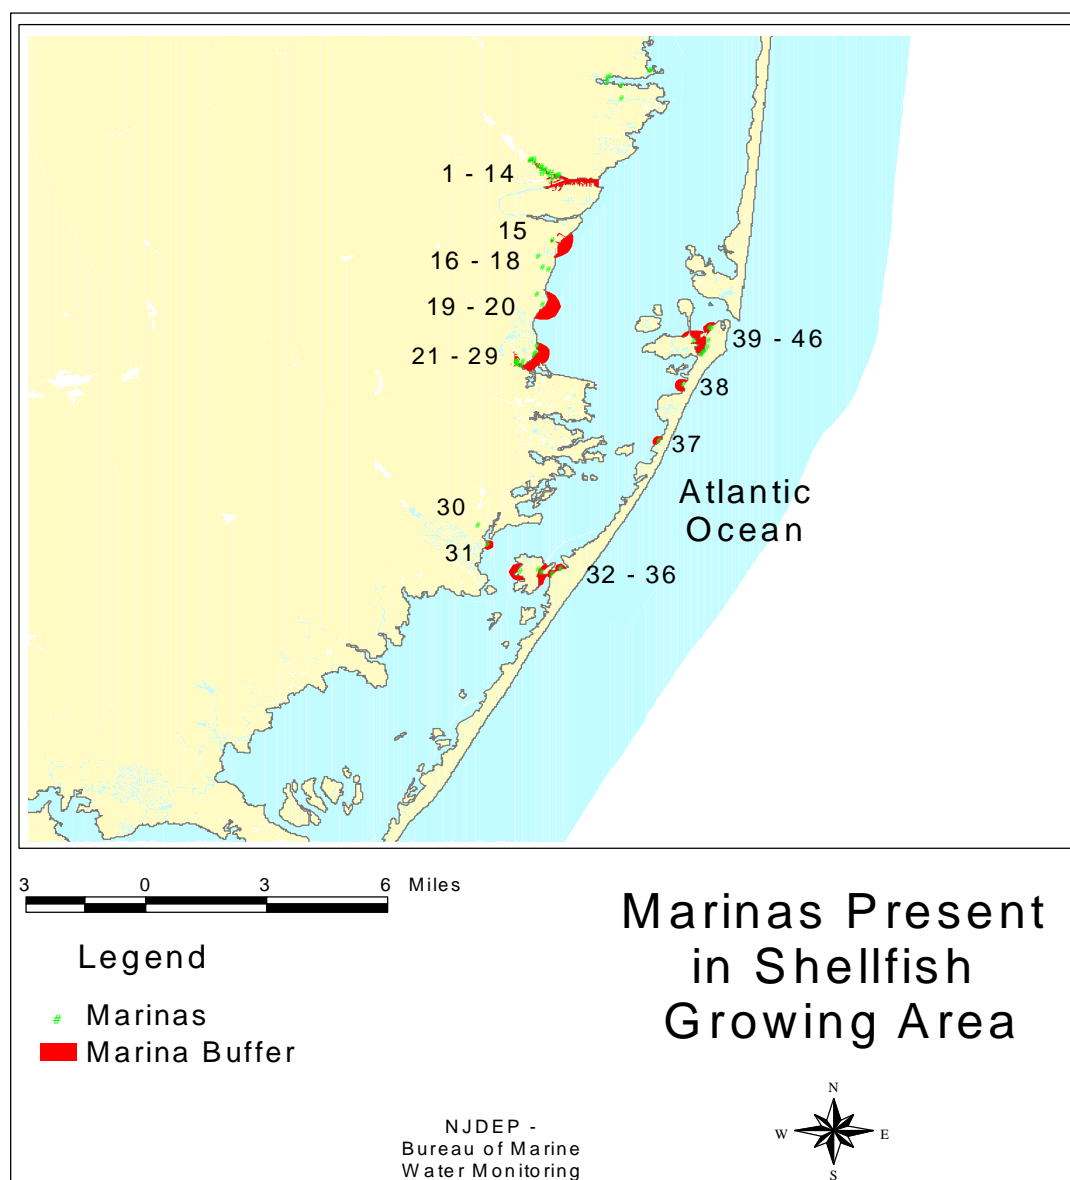 1 - 14
15
16 - 18
19 - 20
21 - 29
39 - 46
38
37
Atlantic
Ocean
30
31
32 - 36
3 0 3 6 Miles
Legend
# Marinas
Marina Buffer
Marinas Present
in Shellfish
Growing Area
NJDEP -
Bureau of Marine
Water Monitoring
N
W E
S